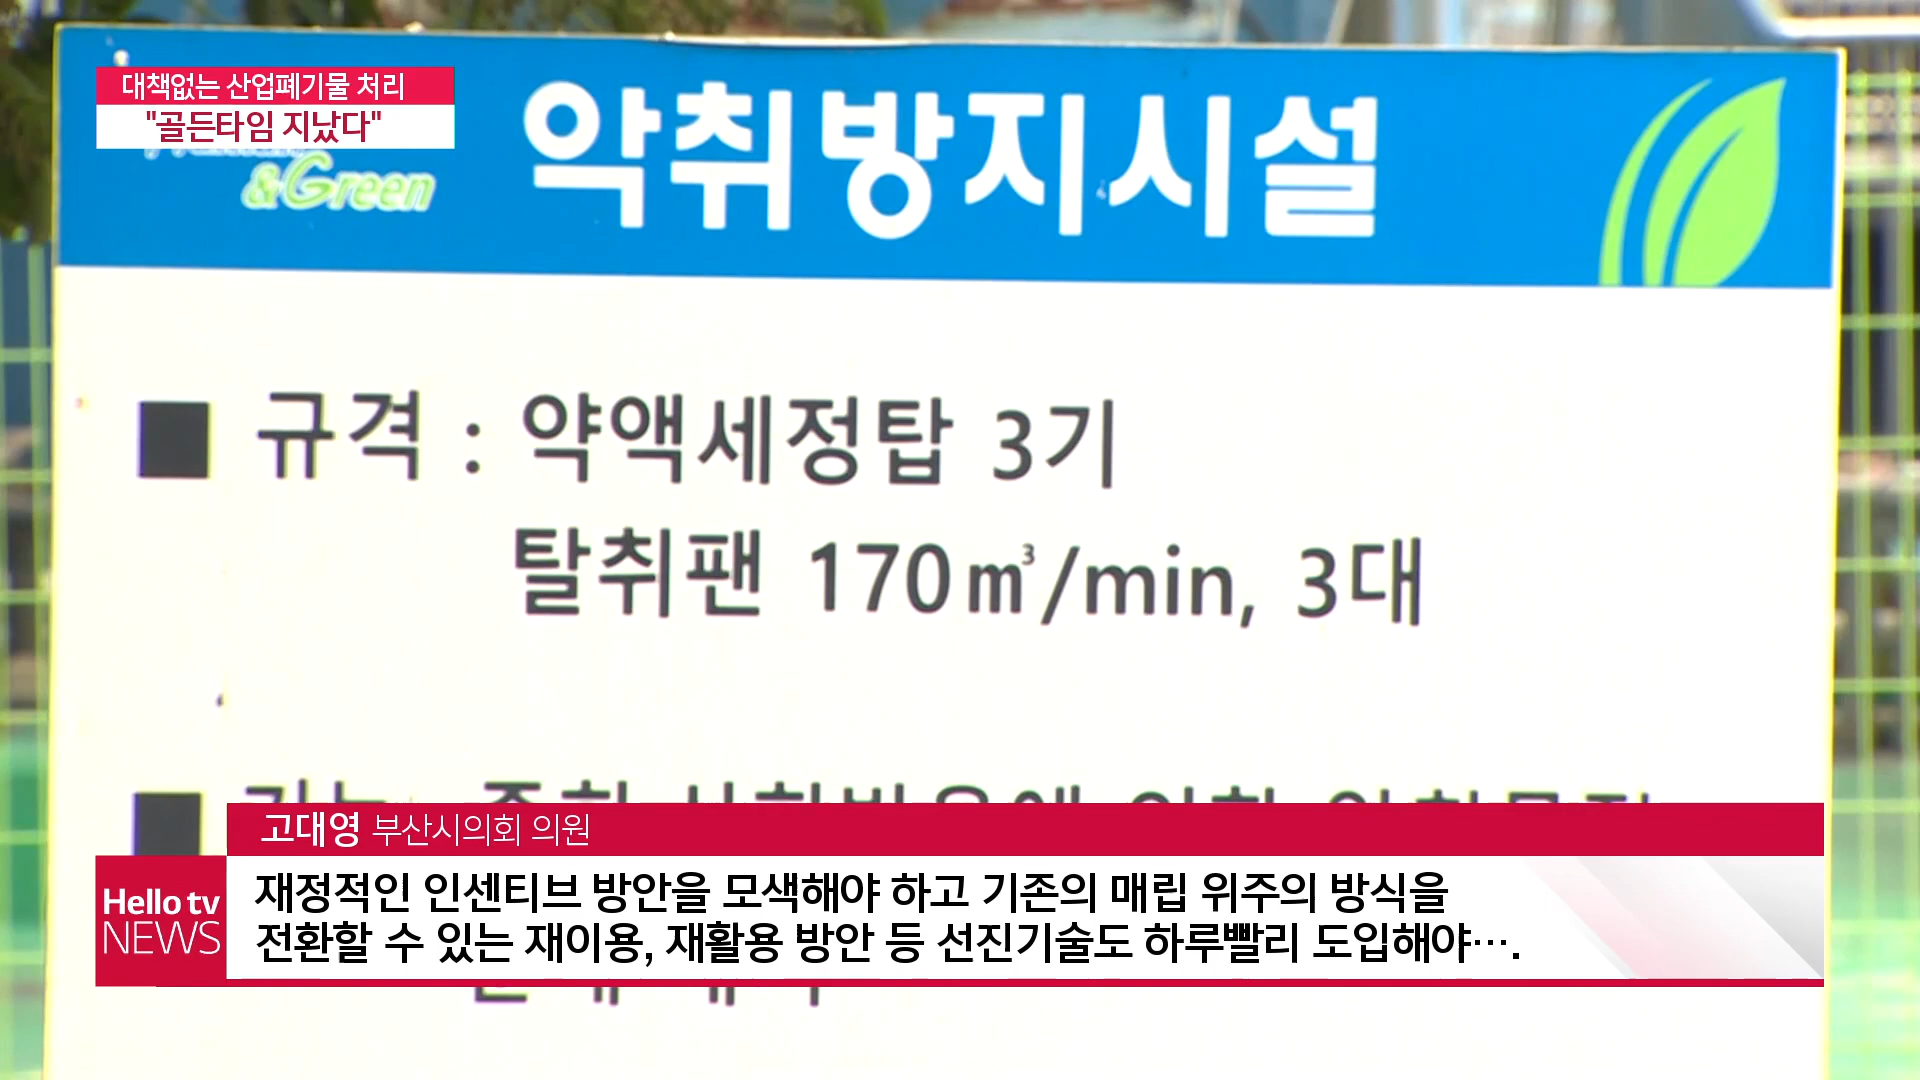 대책없는 산업폐기물 처리
"골든타임 지났다"
&Green
악취방지시설
■ 규격 : 약액세정탑 3기
탈취팬 170㎥/min, 3대
고대영 부산시의회 의원
Hello tv
NEWS
재정적인 인센티브 방안을 모색해야 하고 기존의 매립 위주의 방식을
전환할 수 있는 재이용, 재활용 방안 등 선진기술도 하루빨리 도입해야….